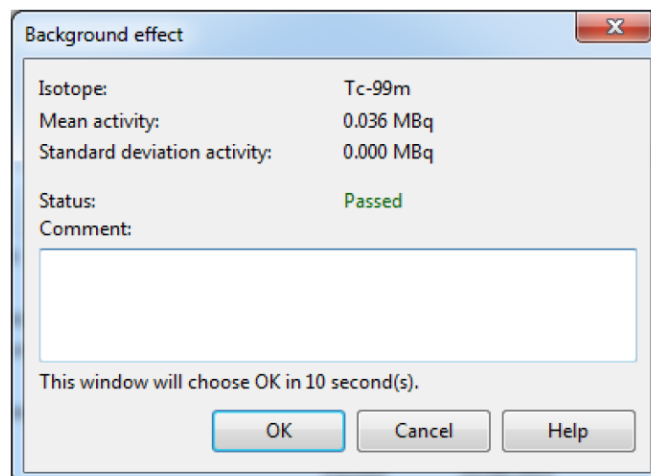 Background effect
Isotope: Tc-99m
Mean activity: 0.036 MBq
Standard deviation activity: 0.000 MBq
Status: Passed
Comment:
This window will choose OK in 10 second(s).
OK Cancel Help